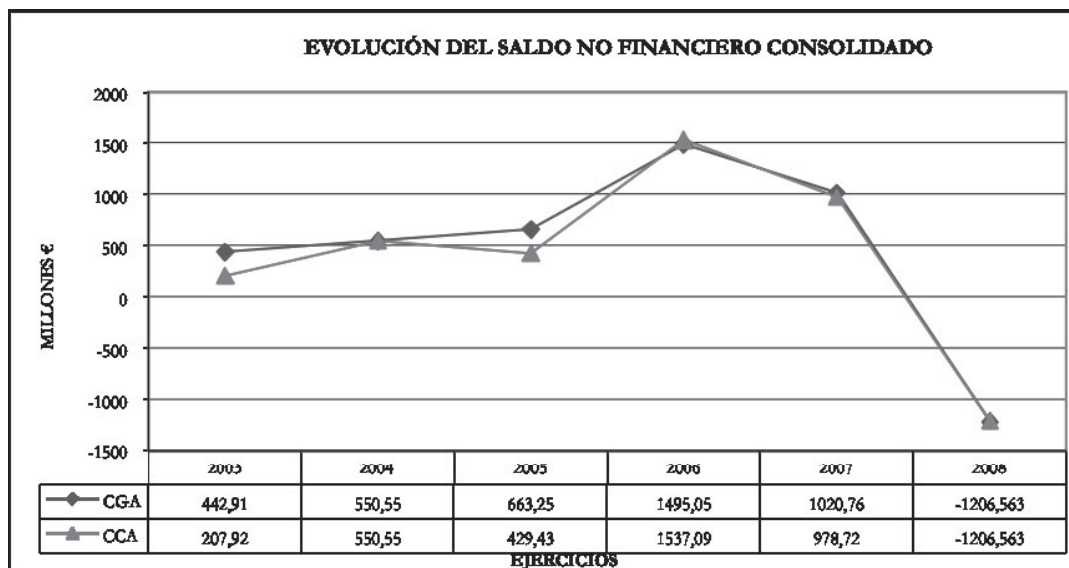 EVOLUCIÓN DEL SALDO NO FINANCIERO CONSOLIDADO
MILLONES €
2000
1500
1000
500
0
-500
-1000
-1500
2003 2004 2005 2006 2007 2008
CGA 442,91 550,55 663,25 1495,05 1020,76 -1206,563
CCA 207,92 550,55 429,43 1537,09 978,72 -1206,563
EJERCICIOS